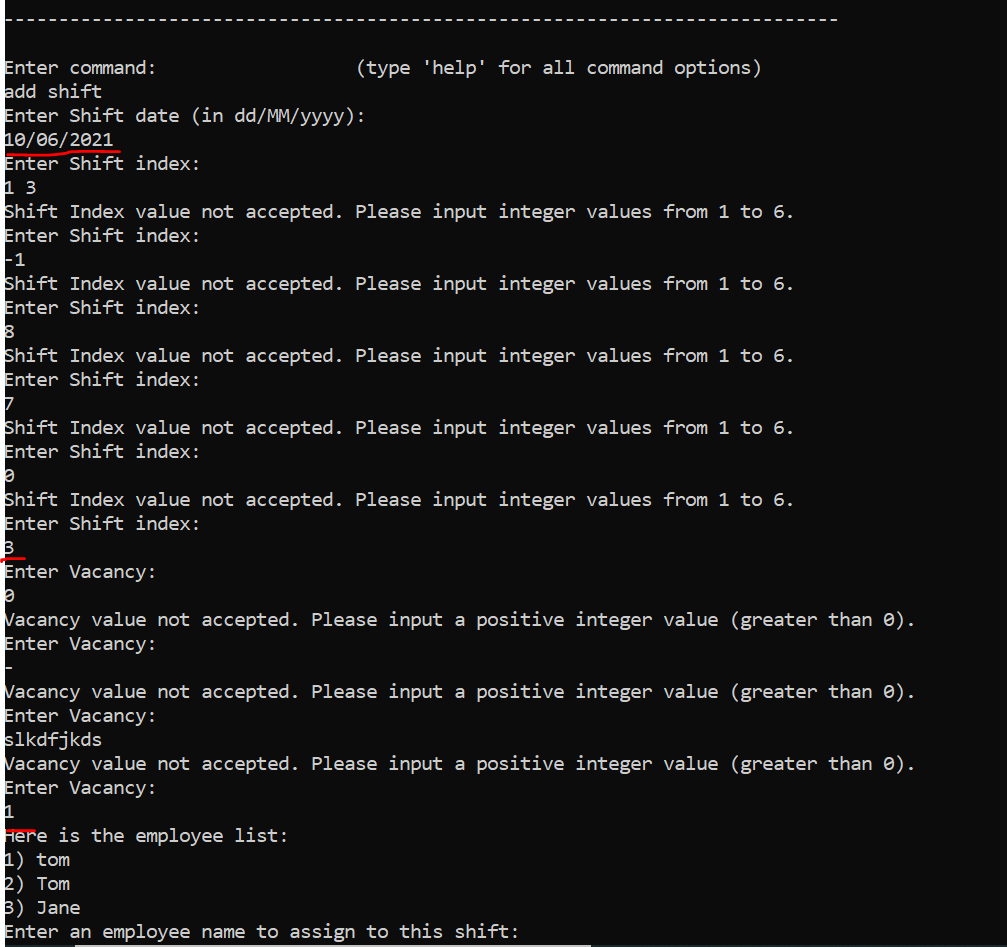 --------------------------------------------------------------------------
Enter command: (type 'help' for all command options)
add shift
Enter Shift date (in dd/MM/yyyy):
10/06/2021
Enter Shift index:
1 3
Shift Index value not accepted. Please input integer values from 1 to 6.
Enter Shift index:
-1
Shift Index value not accepted. Please input integer values from 1 to 6.
Enter Shift index:
8
Shift Index value not accepted. Please input integer values from 1 to 6.
Enter Shift index:
7
Shift Index value not accepted. Please input integer values from 1 to 6.
Enter Shift index:
0
Shift Index value not accepted. Please input integer values from 1 to 6.
Enter Shift index:
3
Enter Vacancy:
0
Vacancy value not accepted. Please input a positive integer value (greater than 0).
Enter Vacancy:
-
Vacancy value not accepted. Please input a positive integer value (greater than 0).
Enter Vacancy:
slkdfjkds
Vacancy value not accepted. Please input a positive integer value (greater than 0).
Enter Vacancy:
1
Here is the employee list:
1) tom
2) Tom
3) Jane
Enter an employee name to assign to this shift: